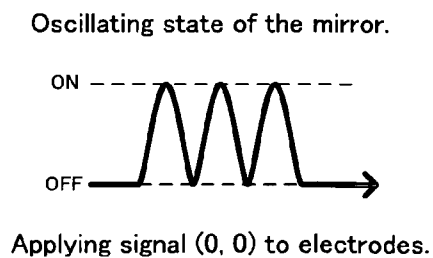 Oscillating state of the mirror.
ON
OFF
Applying signal (0, 0) to electrodes.